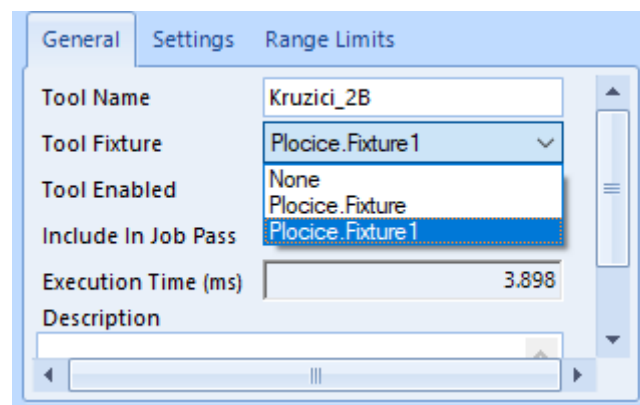 General Settings Range Limits
Tool Name Kruzici_2B
Tool Fixture Plocice.Fixture1
None
Tool Enabled
Plocice.Fixture
Include In Job Pass Plocice.Fixture1
Execution Time (ms) 3.898
Description